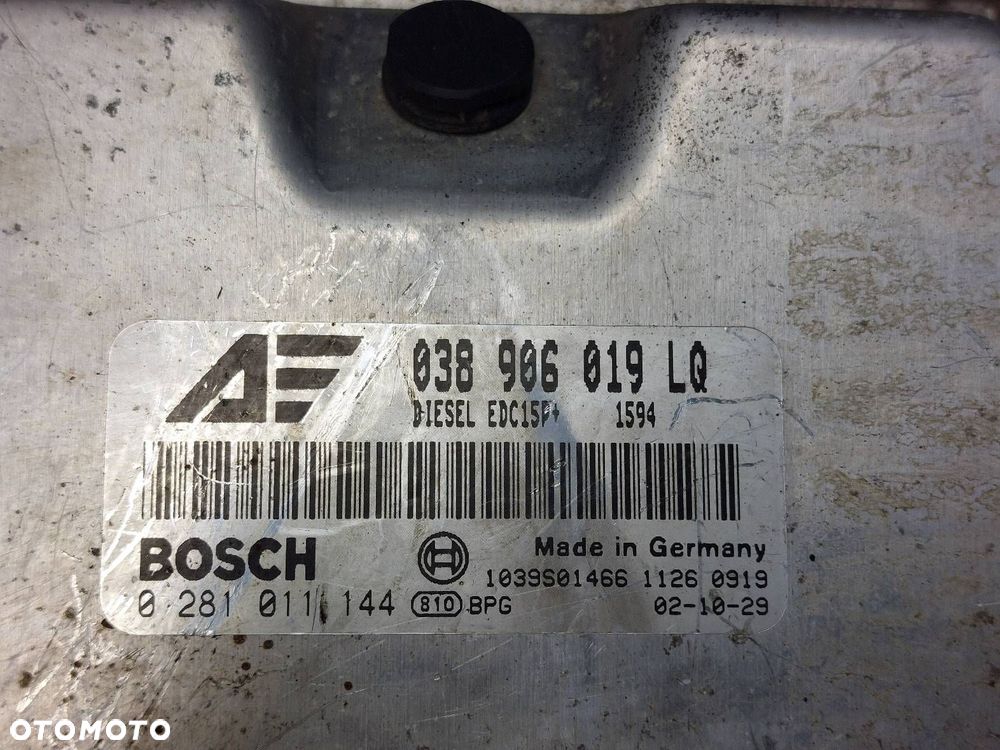 AE 038 906 019 LQ
DIESEL EDC15P+ 1594
BOSCH Made in Germany
1039S01466 1126 0919
0 281 011 144 810 BPG 02-10-29
OTOMOTO